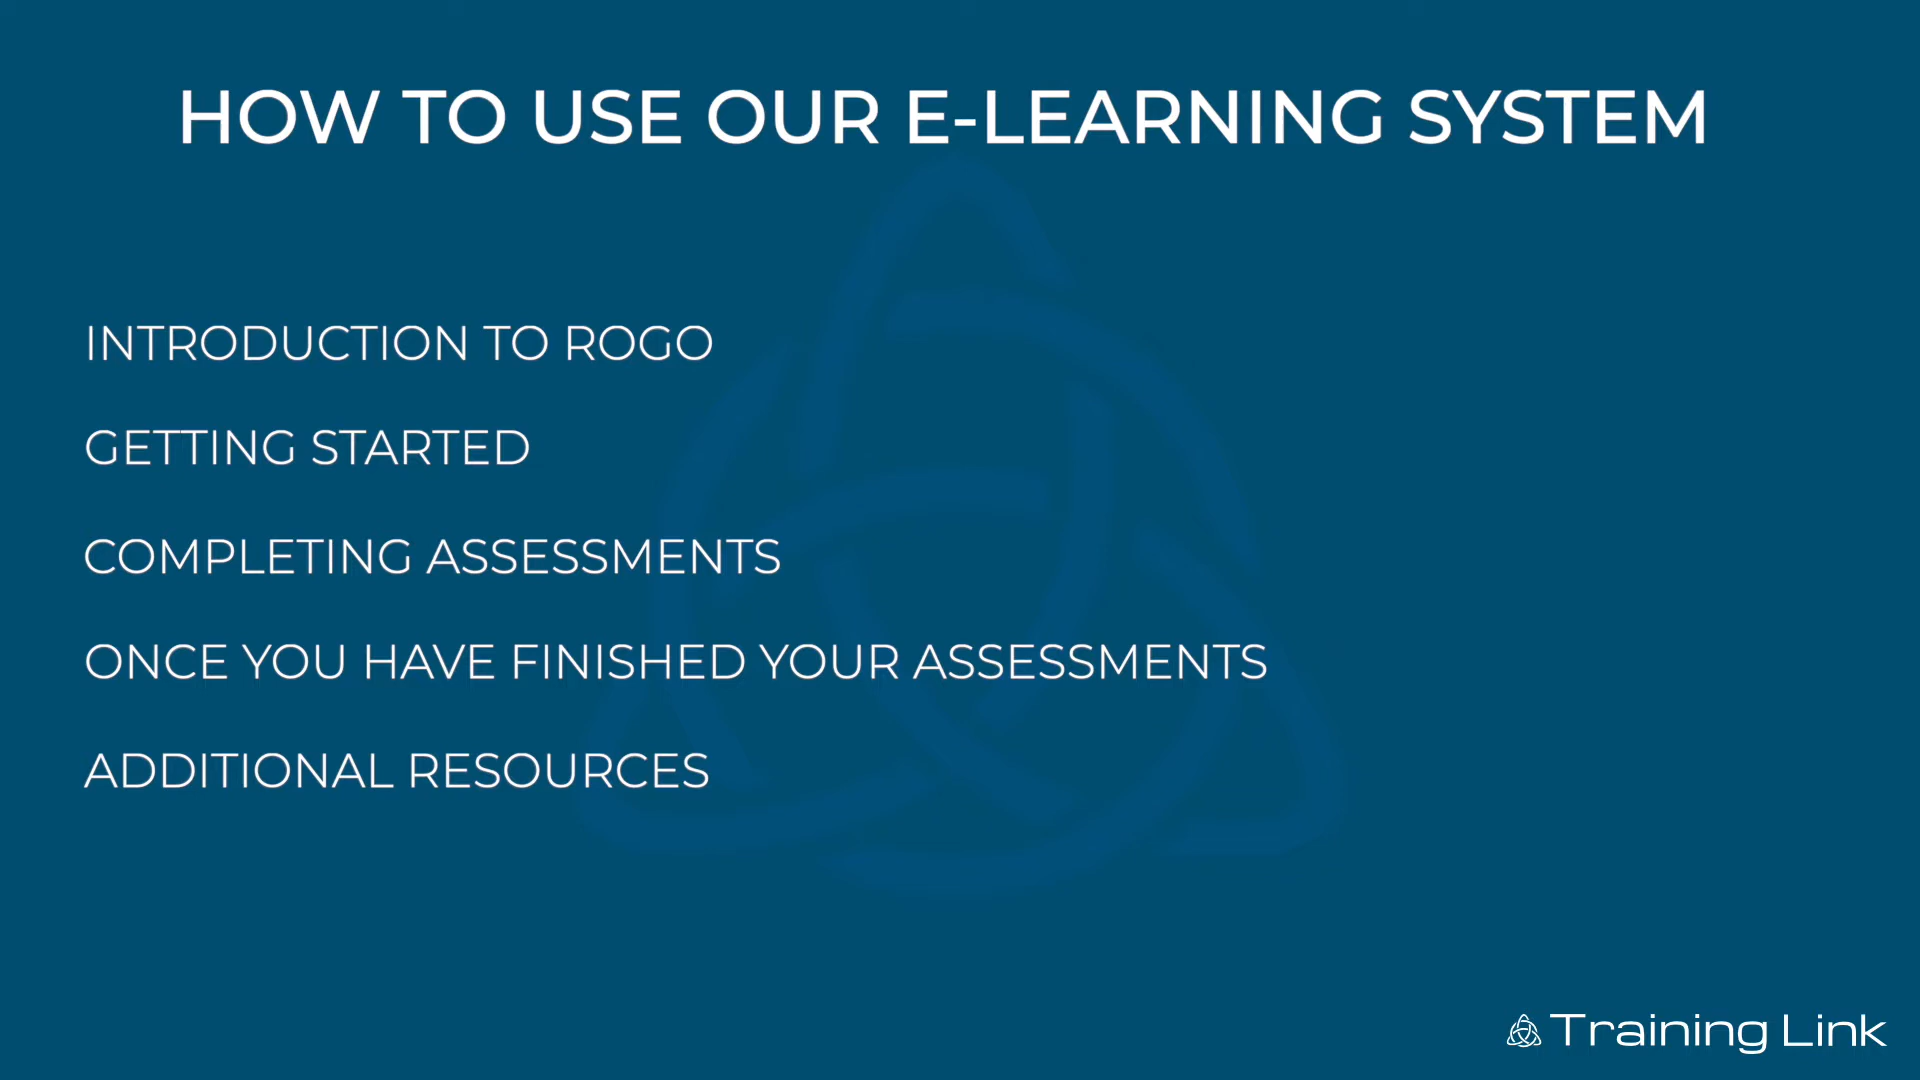 HOW TO USE OUR E-LEARNING SYSTEM
INTRODUCTION TO ROGO
GETTING STARTED
COMPLETING ASSESSMENTS
ONCE YOU HAVE FINISHED YOUR ASSESSMENTS
ADDITIONAL RESOURCES
Training Link